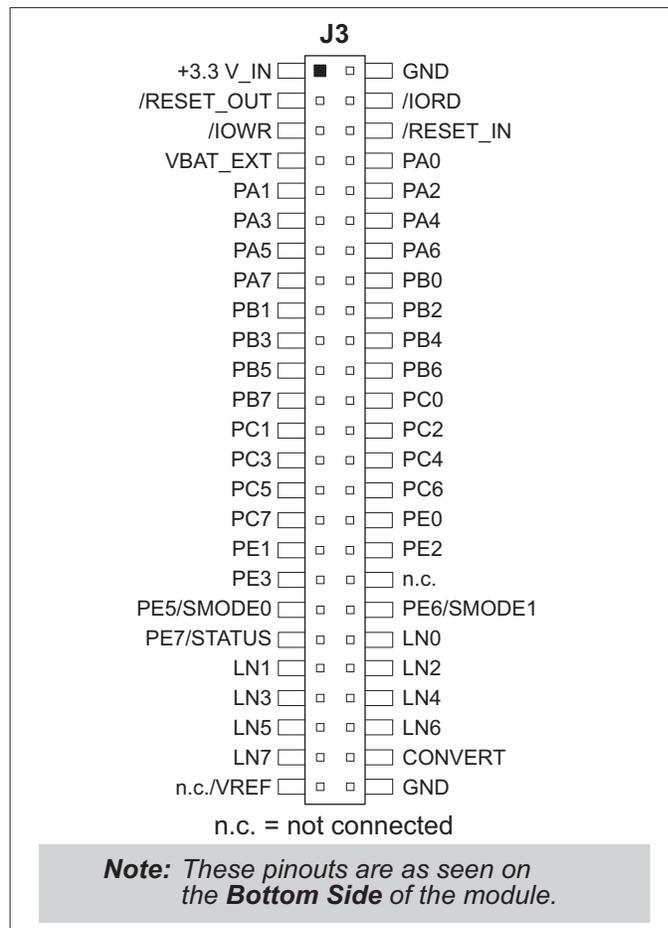 J3
+3.3 V_IN GND
/RESET_OUT /IORD
/IOWR /RESET_IN
VBAT_EXT PA0
PA1 PA2
PA3 PA4
PA5 PA6
PA7 PB0
PB1 PB2
PB3 PB4
PB5 PB6
PB7 PC0
PC1 PC2
PC3 PC4
PC5 PC6
PC7 PE0
PE1 PE2
PE3 n.c.
PE5/SMODE0 PE6/SMODE1
PE7/STATUS LN0
LN1 LN2
LN3 LN4
LN5 LN6
LN7 CONVERT
n.c./VREF GND
n.c. = not connected
Note: These pinouts are as seen on
the Bottom Side of the module.